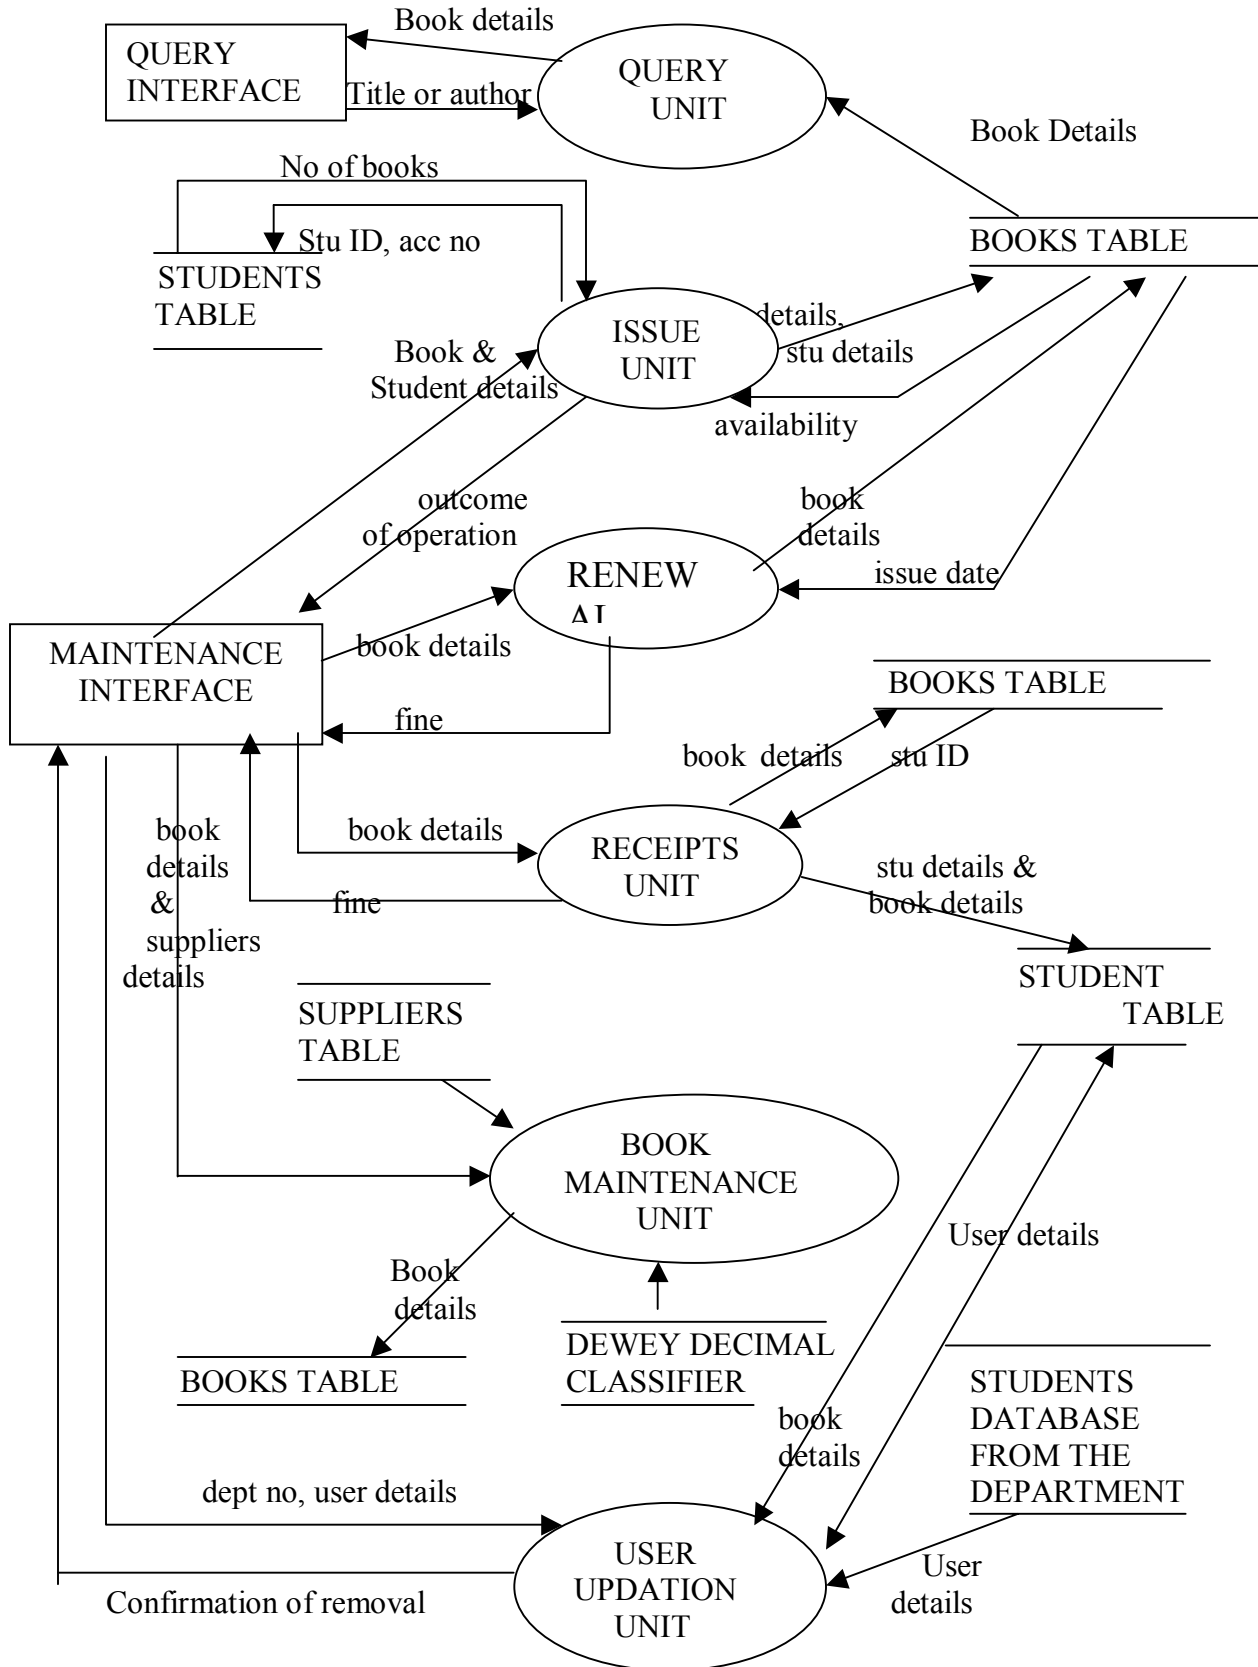 Book details
QUERY
INTERFACE
QUERY
UNIT
Title or author
Book Details
No of books
Stu ID, acc no
BOOKS TABLE
STUDENTS
TABLE
ISSUE
UNIT
details,
stu details
Book &
Student details
availability
outcome
of operation
book
details
RENEW
AL
issue date
MAINTENANCE
INTERFACE
book details
BOOKS TABLE
fine
book details
stu ID
book
details
&
suppliers
details
book details
RECEIPTS
UNIT
fine
stu details &
book details
STUDENT
TABLE
SUPPLIERS
TABLE
BOOK
MAINTENANCE
UNIT
User details
Book
details
DEWEY DECIMAL
CLASSIFIER
BOOKS TABLE
STUDENTS
DATABASE
FROM THE
DEPARTMENT
book
details
dept no, user details
USER
UPDATION
UNIT
User
details
Confirmation of removal